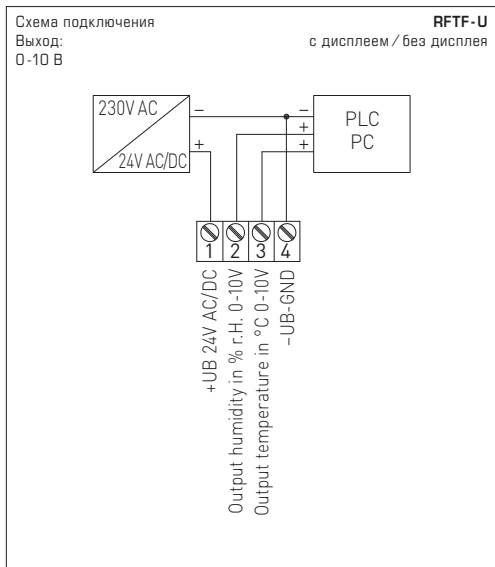 Схема подключения
Выход:
0-10 В
RFTF-U
с дисплеем / без дисплея
230V AC
24V AC/DC
–
+
–
+
+
PLC
PC
1 2 3 4
+UB 24V AC/DC
Output humidity in % r.H. 0-10V
Output temperature in °C 0-10V
–UB-GND